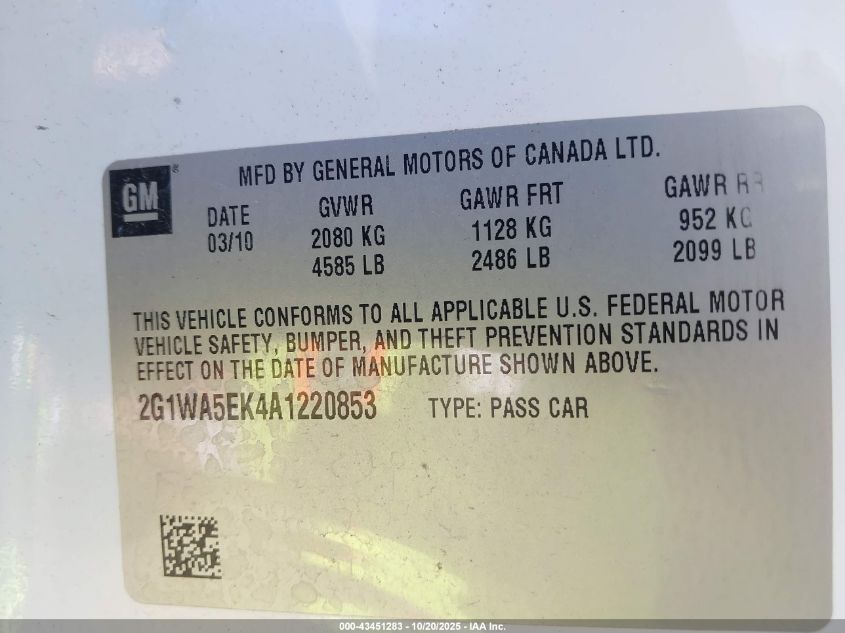 MFD BY GENERAL MOTORS OF CANADA LTD.
GM®
DATE GVWR GAWR FRT GAWR RR
03/10 2080 KG 1128 KG 952 KG
4585 LB 2486 LB 2099 LB
THIS VEHICLE CONFORMS TO ALL APPLICABLE U.S. FEDERAL MOTOR
VEHICLE SAFETY, BUMPER, AND THEFT PREVENTION STANDARDS IN
EFFECT ON THE DATE OF MANUFACTURE SHOWN ABOVE.
2G1WA5EK4A1220853 TYPE: PASS CAR
000-43451283 - 10/20/2025 - IAA Inc.